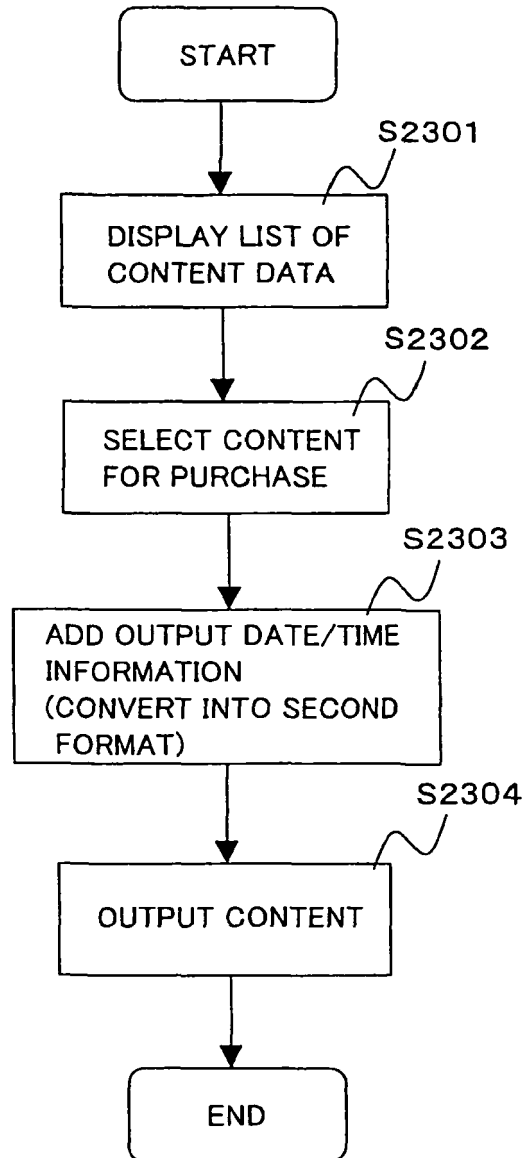 START
S2301
DISPLAY LIST OF
CONTENT DATA
S2302
SELECT CONTENT
FOR PURCHASE
S2303
ADD OUTPUT DATE/TIME
INFORMATION
(CONVERT INTO SECOND
FORMAT)
S2304
OUTPUT CONTENT
END